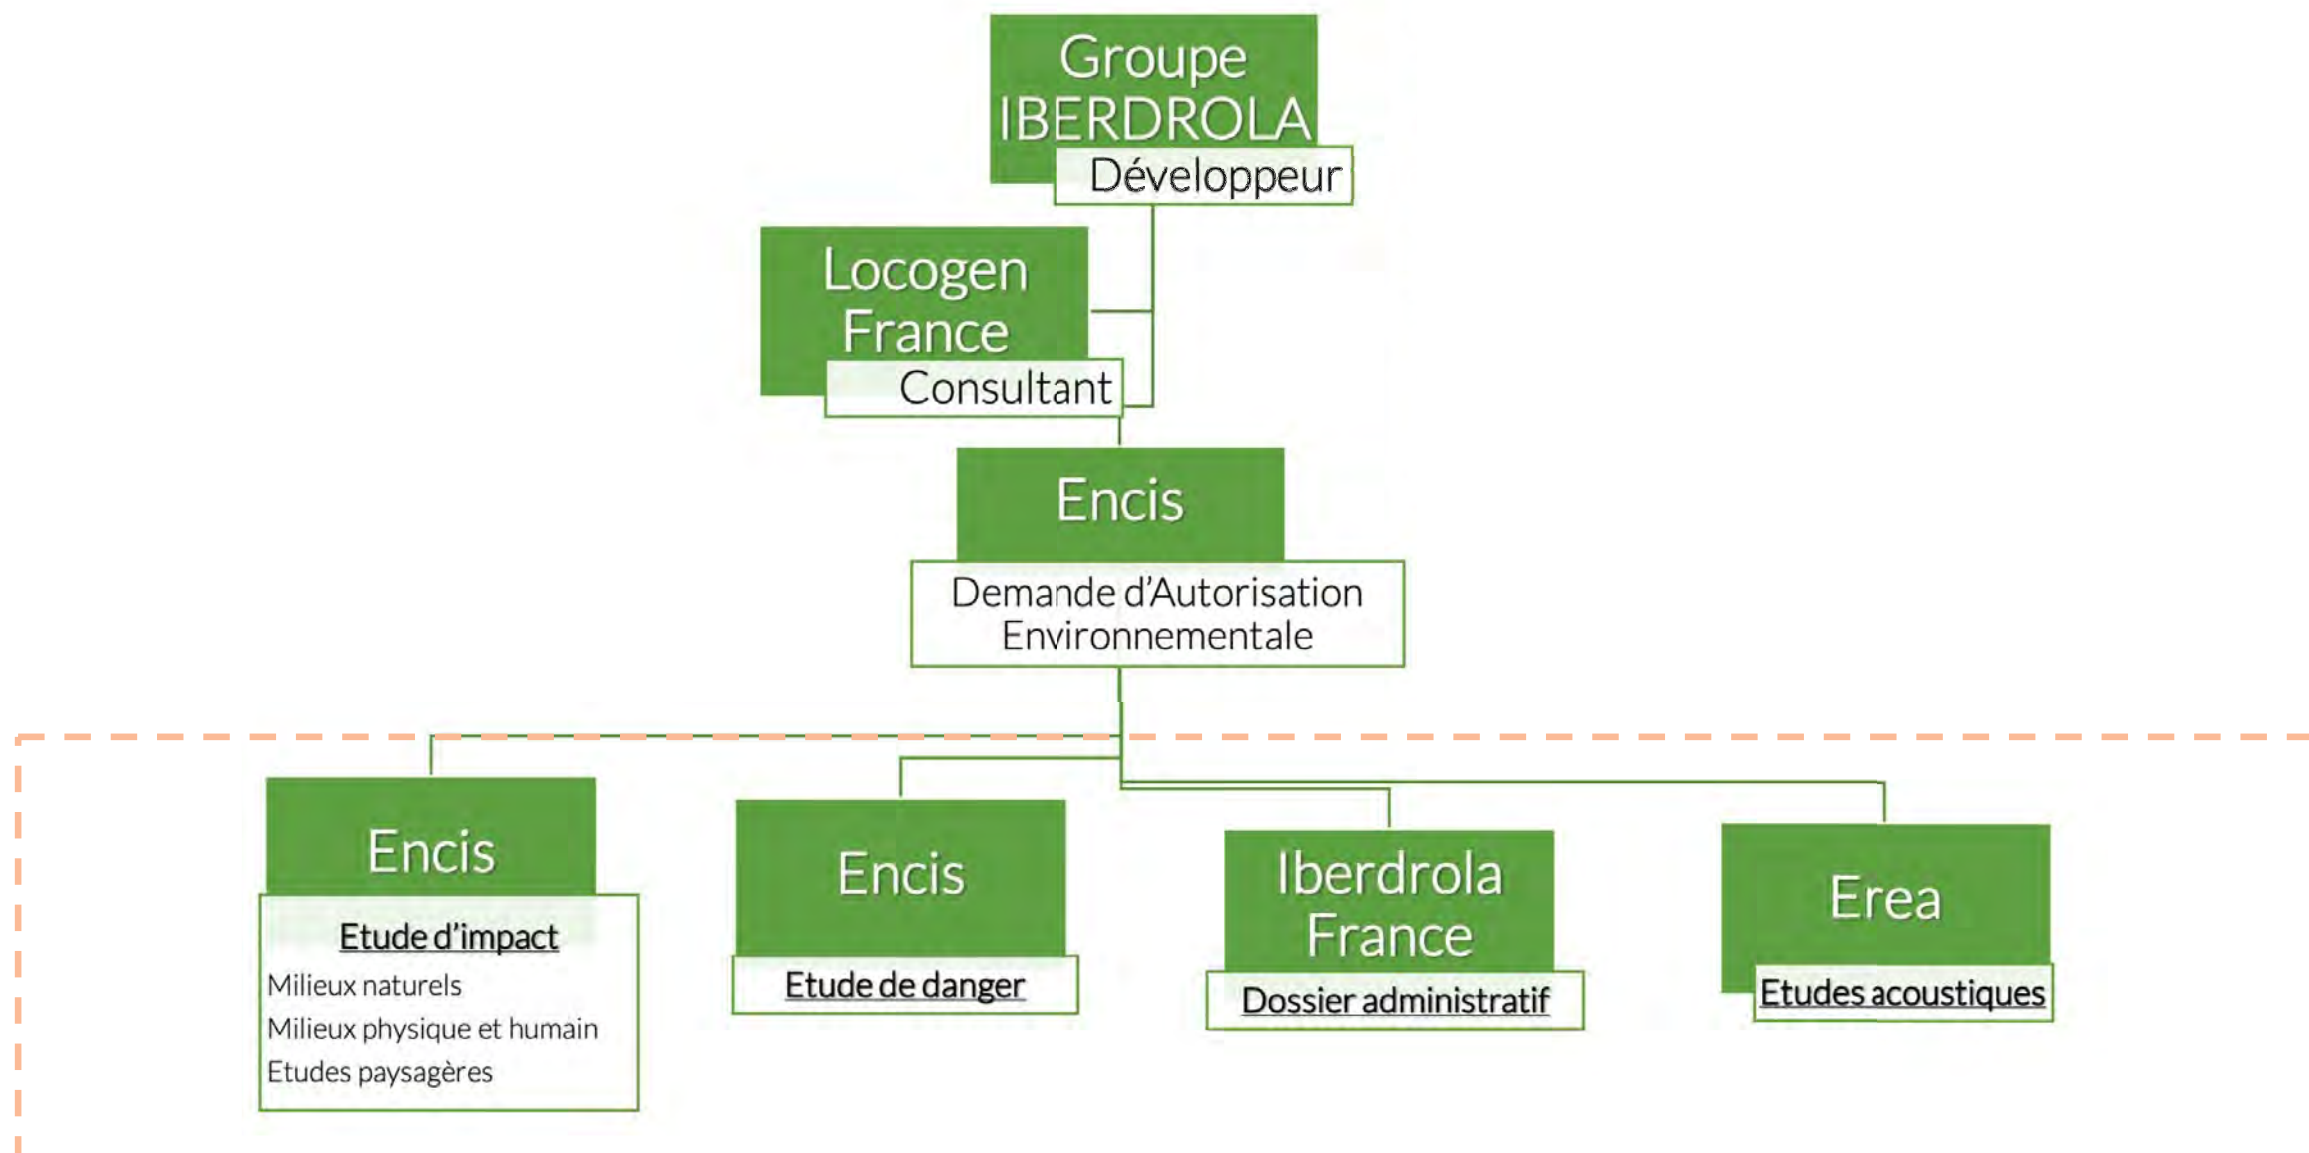 Groupe
IBERDROLA
Développeur
Locogen
France
Consultant
Encis
Demande d'Autorisation
Environnementale
Encis
Etude d'impact
Milieux naturels
Milieux physique et humain
Etudes paysagères
Encis
Etude de danger
Iberdrola
France
Dossier administratif
Erea
Etudes acoustiques